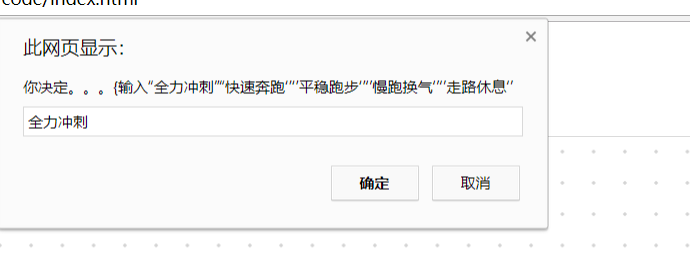 code/index.html
此网页显示：
你决定。。。{输入“全力冲刺”“快速奔跑”“平稳跑步”“慢跑换气”“走路休息“
全力冲刺
确定
取消